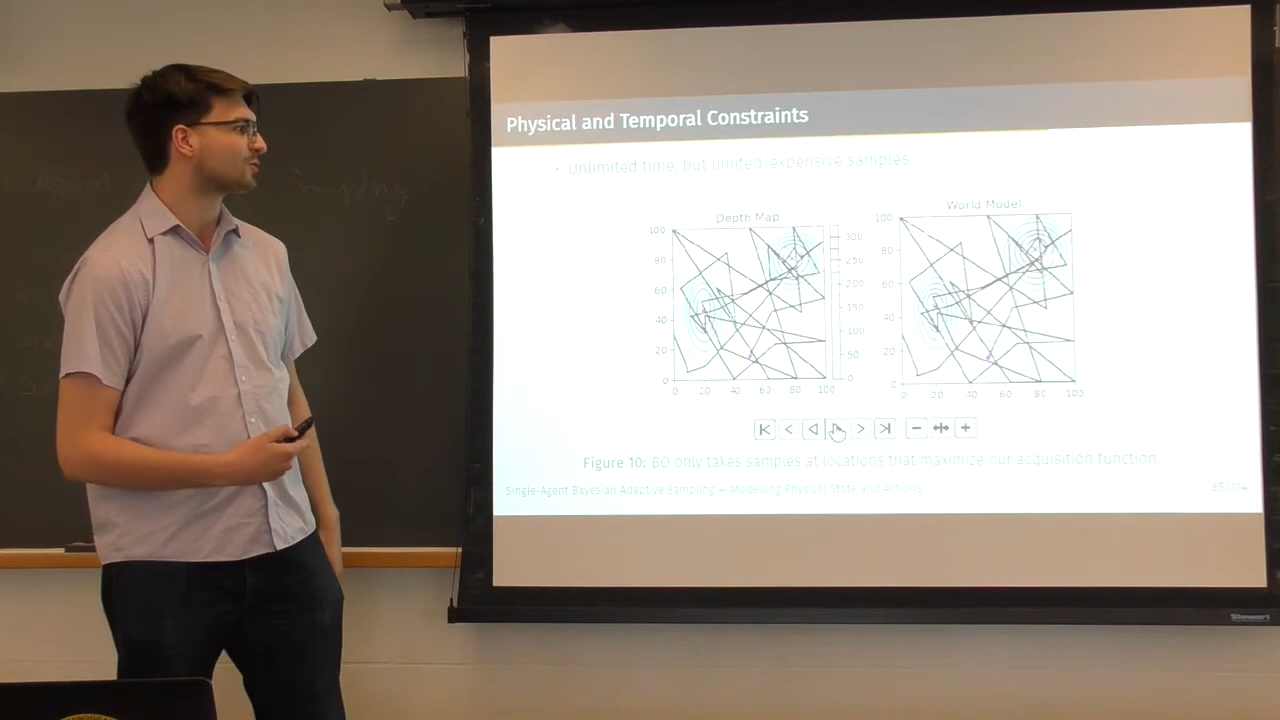 Physical and Temporal Constraints
• Unlimited time, but limited/expensive samples
Depth Map
World Model
100
80
60
40
20
0
0 20 40 60 80 100
300
250
200
150
100
50
0
100
80
60
40
20
0
0 20 40 60 80 100
Figure 10: BO only takes samples at locations that maximize our acquisition function.
Single-Agent Bayesian Adaptive Sampling — Modelling Physical State and Actions
/ 114
Stewart